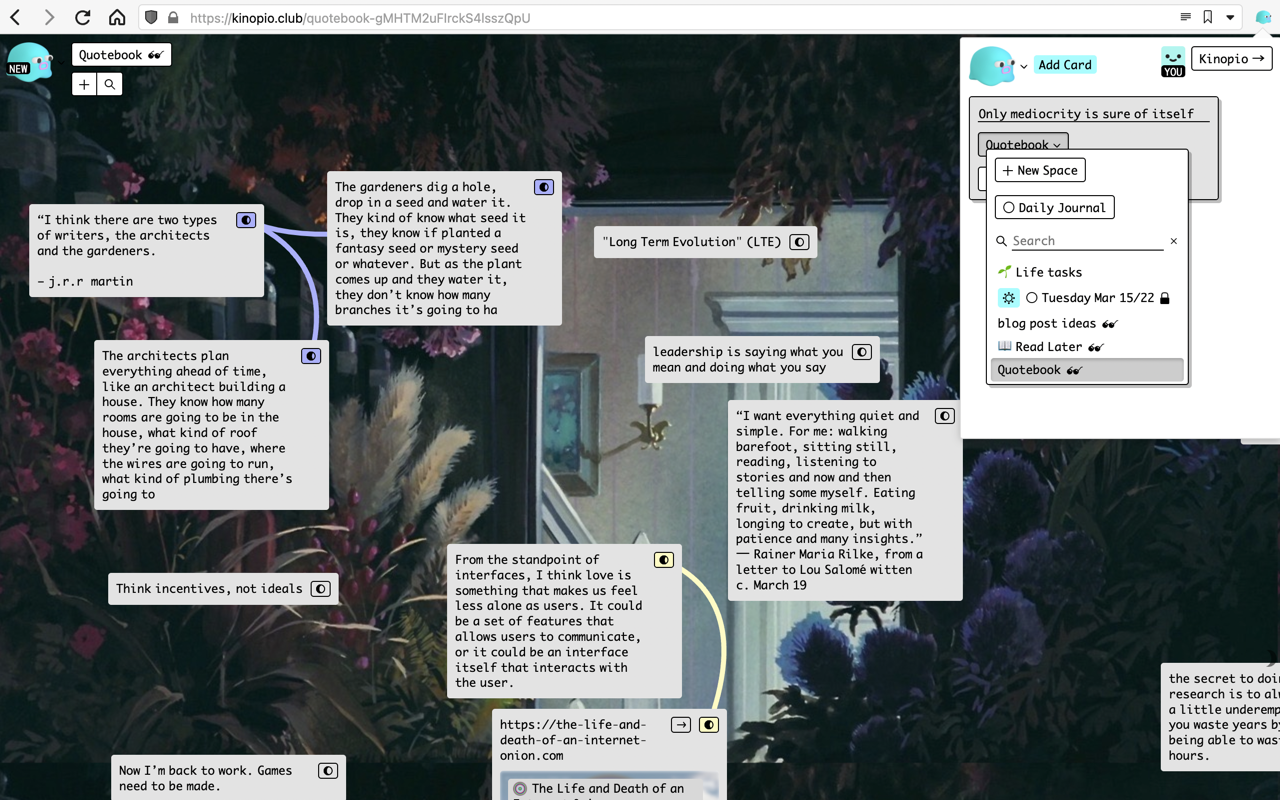 https://kinopio.club/quotebook-gMHTM2uFIrckS4lsszQpU
NEW
Quotebook 🕶
Add Card
YOU
Kinopio →
Only mediocrity is sure of itself
Quotebook
+ New Space
Daily Journal
Search
Life tasks
Tuesday Mar 15/22
blog post ideas 🕶
Read Later 🕶
Quotebook 🕶
“I think there are two types
of writers, the architects
and the gardeners.
– j.r.r martin
The gardeners dig a hole,
drop in a seed and water it.
They kind of know what seed it
is, they know if planted a
fantasy seed or mystery seed
or whatever. But as the plant
comes up and they water it,
they don’t know how many
branches it’s going to ha
"Long Term Evolution" (LTE)
The architects plan
everything ahead of time,
like an architect building a
house. They know how many
rooms are going to be in the
house, what kind of roof
they’re going to have, where
the wires are going to run,
what kind of plumbing there’s
going to
leadership is saying what you
mean and doing what you say
“I want everything quiet and
simple. For me: walking
barefoot, sitting still,
reading, listening to
stories and now and then
telling some myself. Eating
fruit, drinking milk,
longing to create, but with
patience and many insights.”
— Rainer Maria Rilke, from a
letter to Lou Salomé witten
c. March 19
Think incentives, not ideals
From the standpoint of
interfaces, I think love is
something that makes us feel
less alone as users. It could
be a set of features that
allows users to communicate,
or it could be an interface
itself that interacts with
the user.
https://the-life-and-
death-of-an-internet-
onion.com
The Life and Death of an
Now I’m back to work. Games
need to be made.
the secret to doi
research is to al
a little underemp
you waste years b
being able to was
hours.